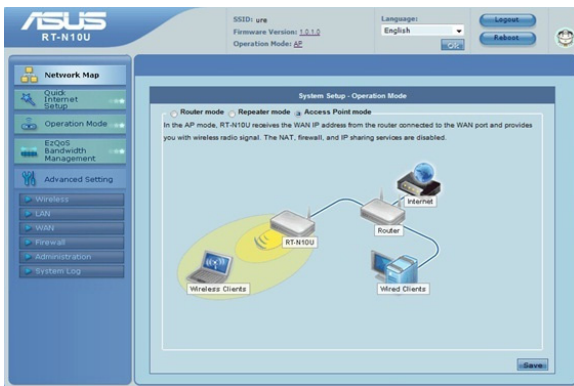 ASUS
RT-N10U
SSID: ure
Firmware Version: 1.0.1.0
Operation Mode: AP
Language:
English
OK
Logout
Reboot
Network Map
Quick
Internet
Setup
Operation Mode
EzQoS
Bandwidth
Management
Advanced Setting
Wireless
LAN
WAN
Firewall
Administration
System Log
System Setup - Operation Mode
Router mode Repeater mode Access Point mode
In the AP mode, RT-N10U receives the WAN IP address from the router connected to the WAN port and provides
you with wireless radio signal. The NAT, firewall, and IP sharing services are disabled.
Internet
Router
RT-N10U
Wireless Clients
Wired Clients
Save